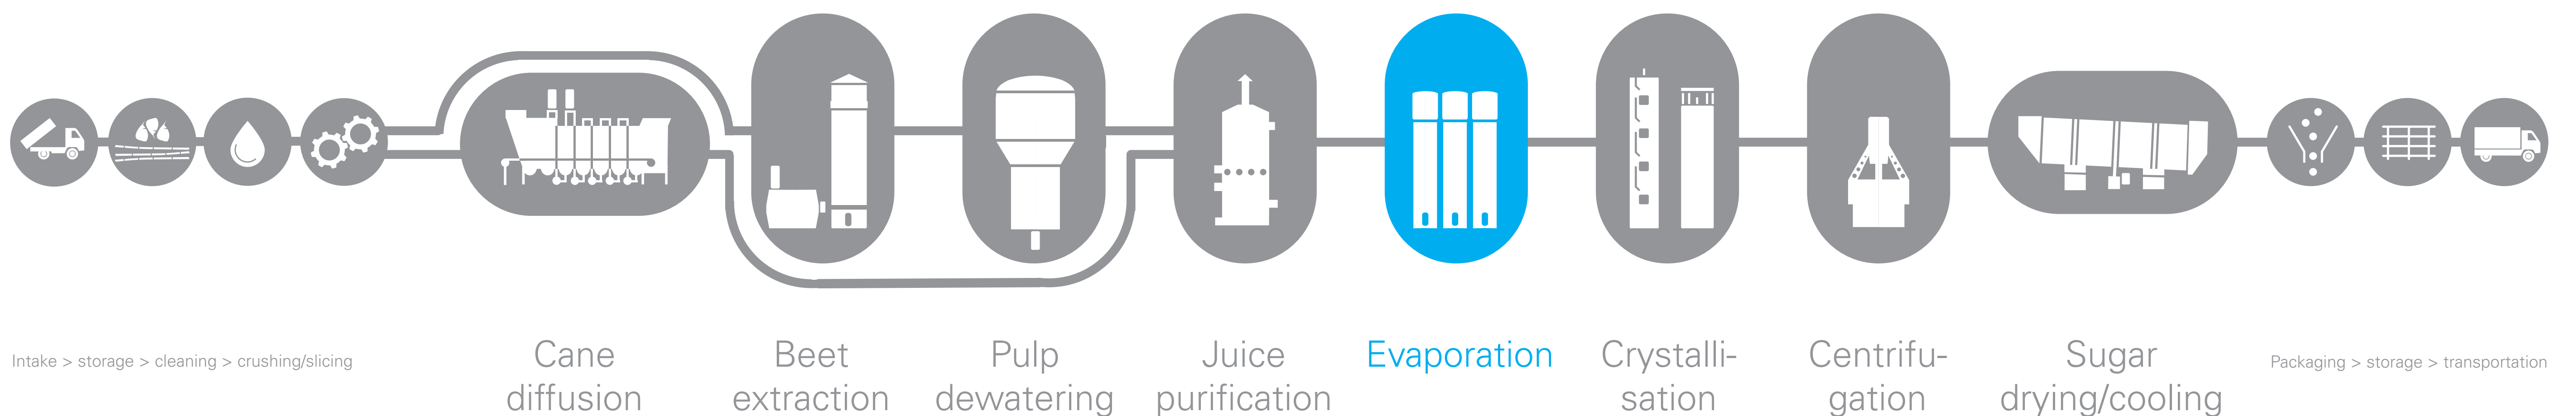 Intake > storage > cleaning > crushing/slicing
Cane
diffusion
Beet
extraction
Pulp
dewatering
Juice
purification
Evaporation
Crystalli-
sation
Centrifu-
gation
Sugar
drying/cooling
Packaging > storage > transportation